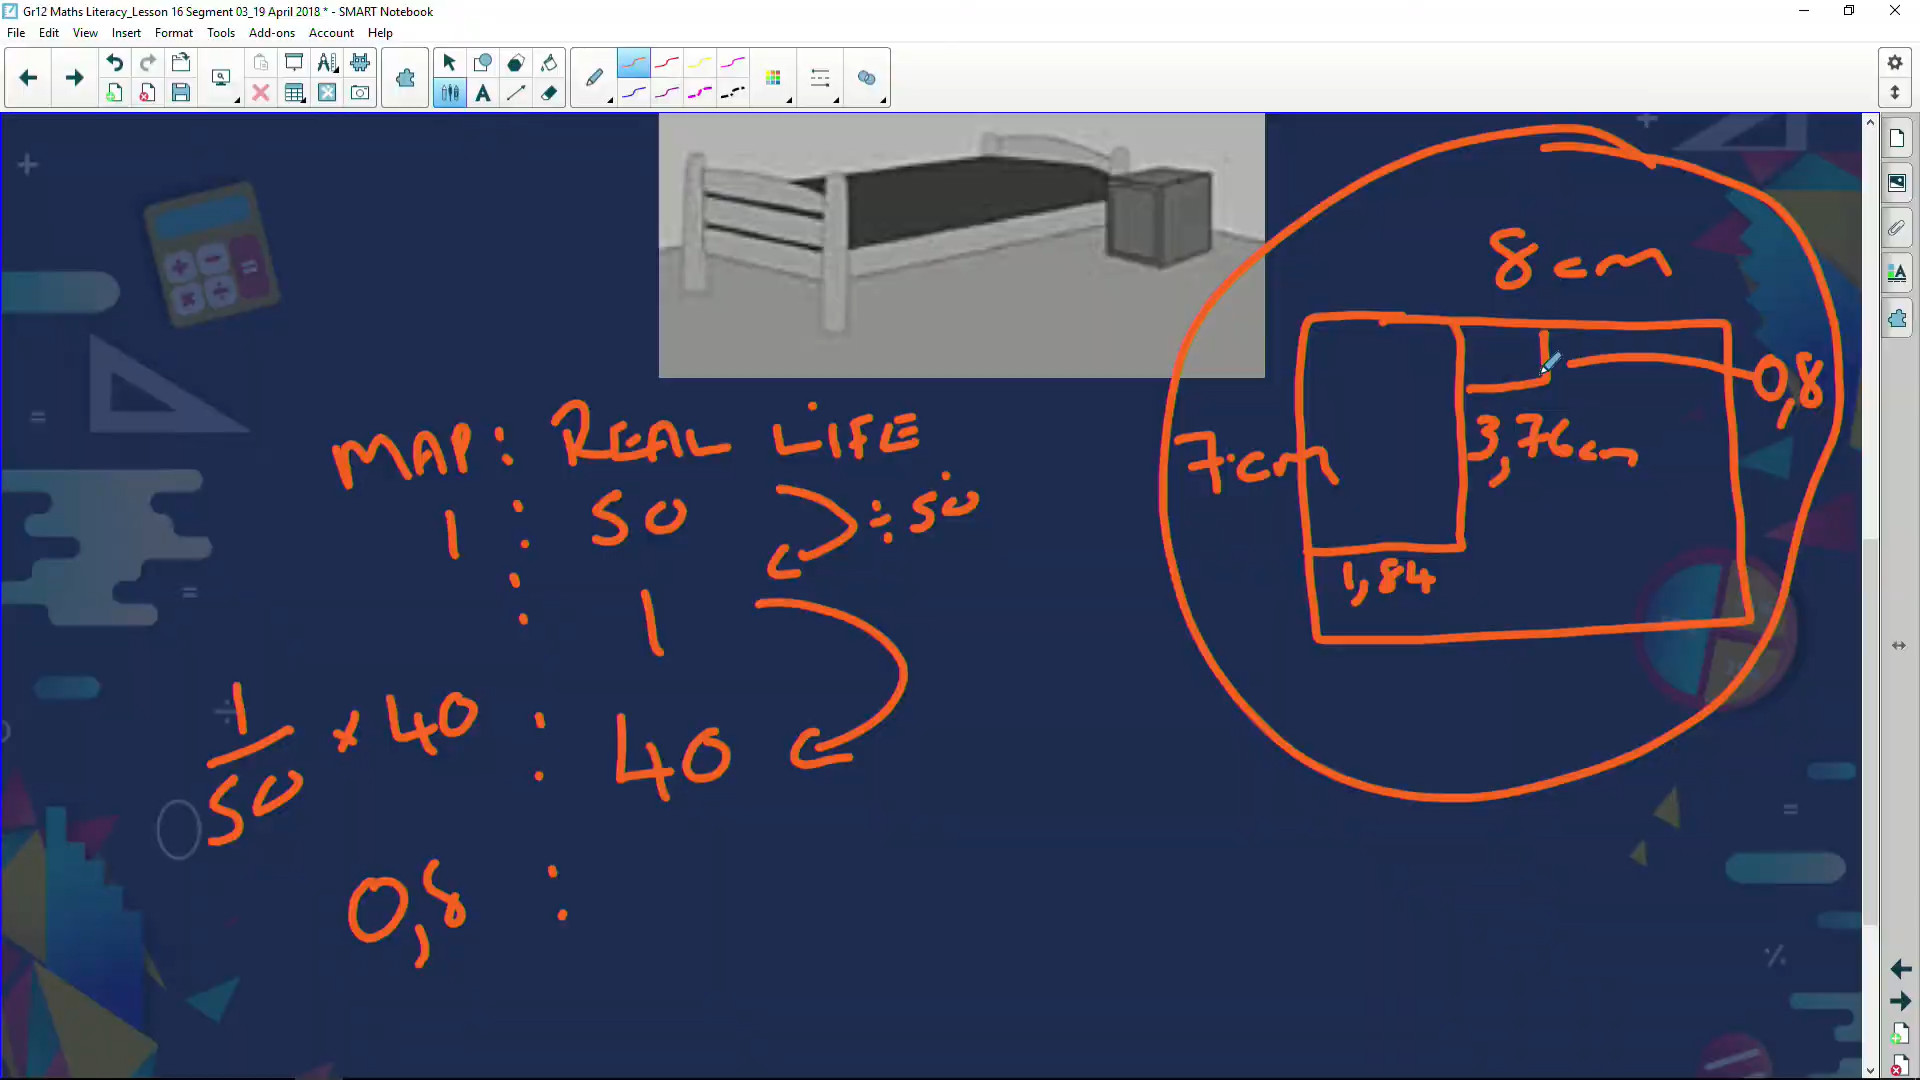 Gr12 Maths Literacy_Lesson 16 Segment 03_19 April 2018 * - SMART Notebook
File Edit View Insert Format Tools Add-ons Account Help
MAP : REAL LIFE
1 : 50 ÷ 50
: 1
1/50 × 40 : 40
0,8 :
8cm
0,8
7cm
3,76cm
1,84